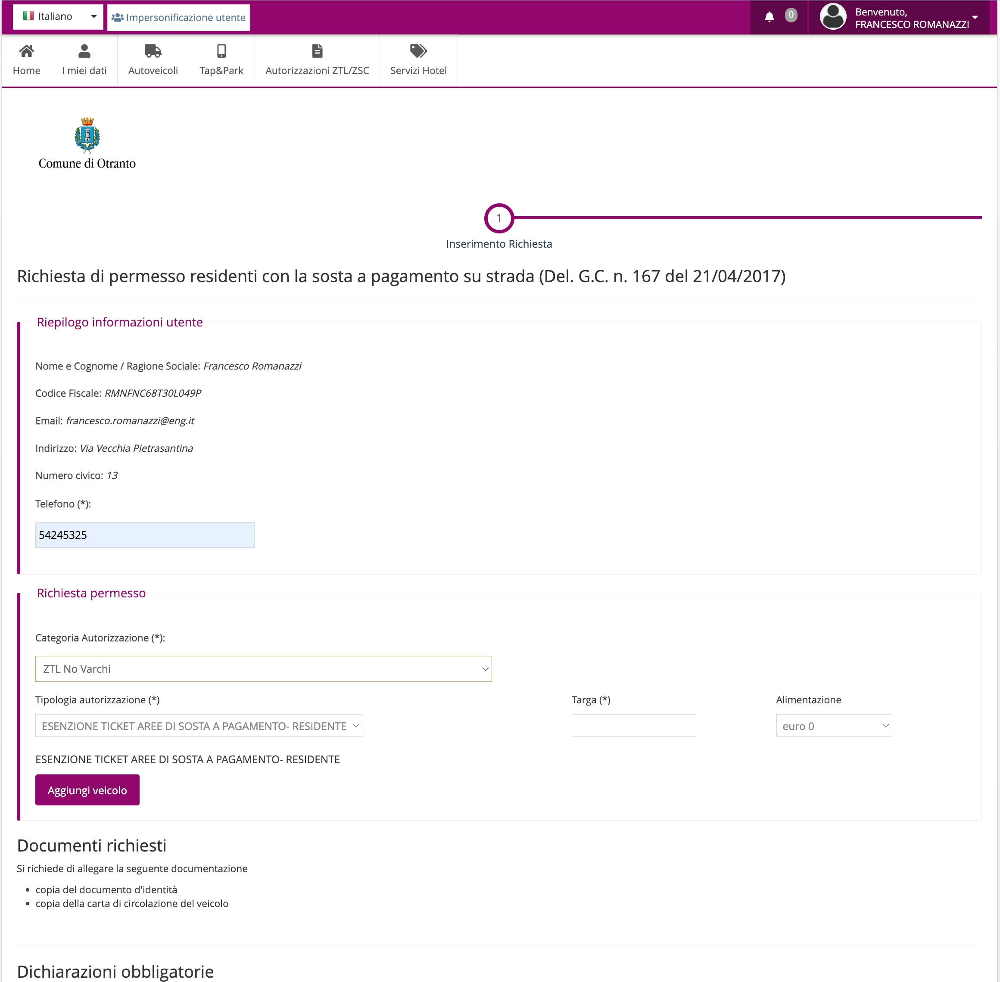 Italiano
Impersonificazione utente
0
Benvenuto,
FRANCESCO ROMANAZZI
Home
I miei dati
Autoveicoli
Tap&Park
Autorizzazioni ZTL/ZSC
Servizi Hotel
Comune di Otranto
1
Inserimento Richiesta
Richiesta di permesso residenti con la sosta a pagamento su strada (Del. G.C. n. 167 del 21/04/2017)
Riepilogo informazioni utente
Nome e Cognome / Ragione Sociale: Francesco Romanazzi
Codice Fiscale: RMNFNC68T30L049P
Email: francesco.romanazzi@eng.it
Indirizzo: Via Vecchia Pietrasantina
Numero civico: 13
Telefono (*):
54245325
Richiesta permesso
Categoria Autorizzazione (*):
ZTL No Varchi
Tipologia autorizzazione (*)
Targa (*)
Alimentazione
ESENZIONE TICKET AREE DI SOSTA A PAGAMENTO- RESIDENTE
euro 0
ESENZIONE TICKET AREE DI SOSTA A PAGAMENTO- RESIDENTE
Aggiungi veicolo
Documenti richiesti
Si richiede di allegare la seguente documentazione
• copia del documento d'identità
• copia della carta di circolazione del veicolo
Dichiarazioni obbligatorie